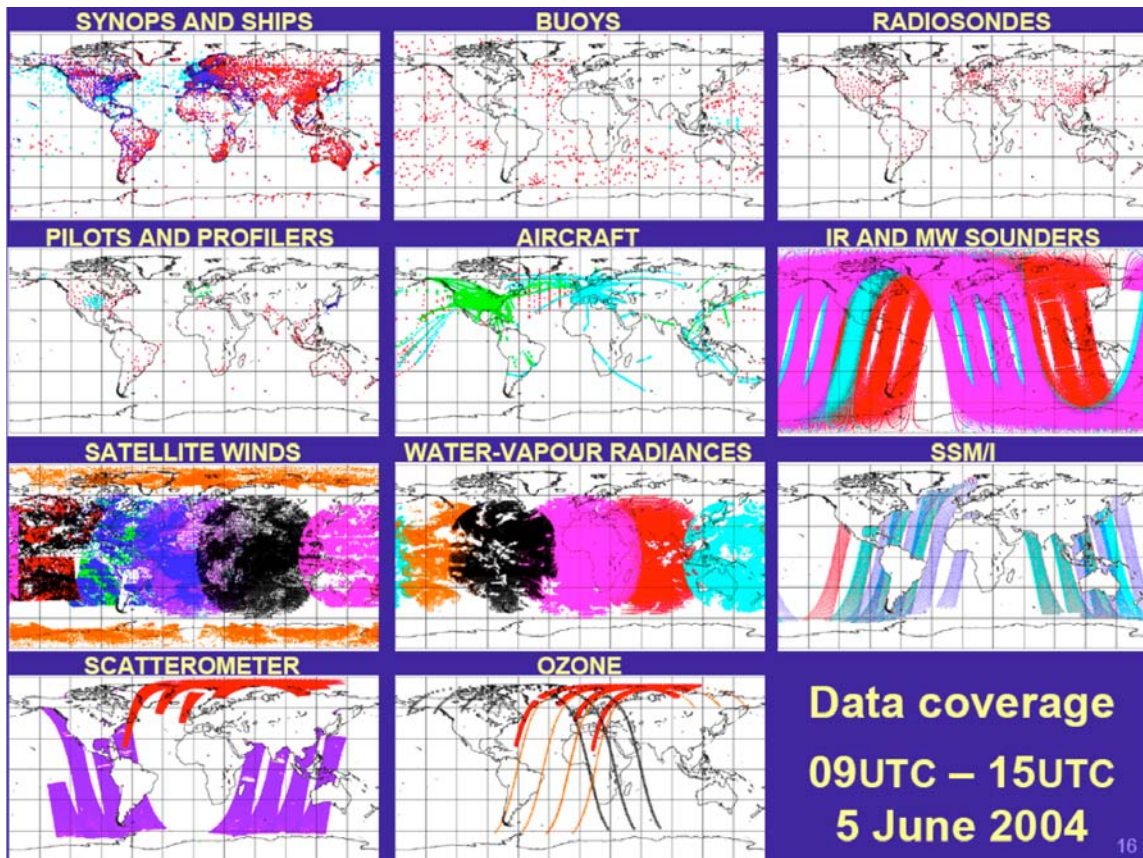 SYNOPS AND SHIPS
BUOYS
RADIOSONDES
PILOTS AND PROFILERS
AIRCRAFT
IR AND MW SOUNDERS
SATELLITE WINDS
WATER-VAPOUR RADIANCES
SSM/I
SCATTEROMETER
OZONE
Data coverage
09UTC – 15UTC
5 June 2004
16